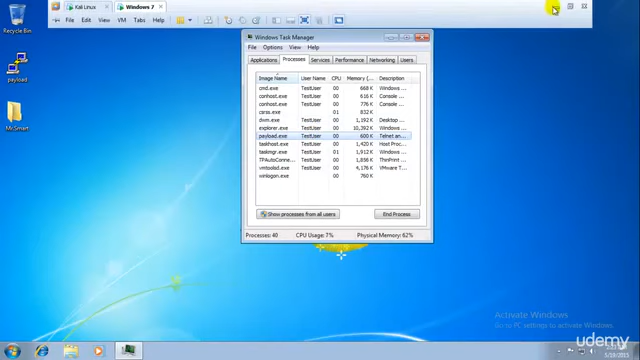 Kali Linux
Windows 7
File Edit View VM Tabs Help
Recycle Bin
payload
Mr.Smart
Windows Task Manager
File Options View Help
Applications Processes Services Performance Networking Users
Image Name User Name CPU Memory (... Description
cmd.exe TestUser 00 668 K Windows ...
conhost.exe TestUser 00 616 K Console ...
conhost.exe TestUser 00 776 K Console ...
csrss.exe 01 832 K
dwm.exe TestUser 00 1,192 K Desktop ...
explorer.exe TestUser 00 10,392 K Windows ...
payload.exe TestUser 00 600 K Telnet an...
taskhost.exe TestUser 00 1,420 K Host Proc...
taskmgr.exe TestUser 01 1,912 K Windows ...
TPAutoConne... TestUser 00 1,856 K ThinPrint ...
vmtoolsd.exe TestUser 00 4,176 K VMware T...
winlogon.exe 00 760 K
Show processes from all users
End Process
Processes: 40 CPU Usage: 7% Physical Memory: 62%
Activate Windows
Go to PC settings to activate Windows.
udemy
5/10/2015